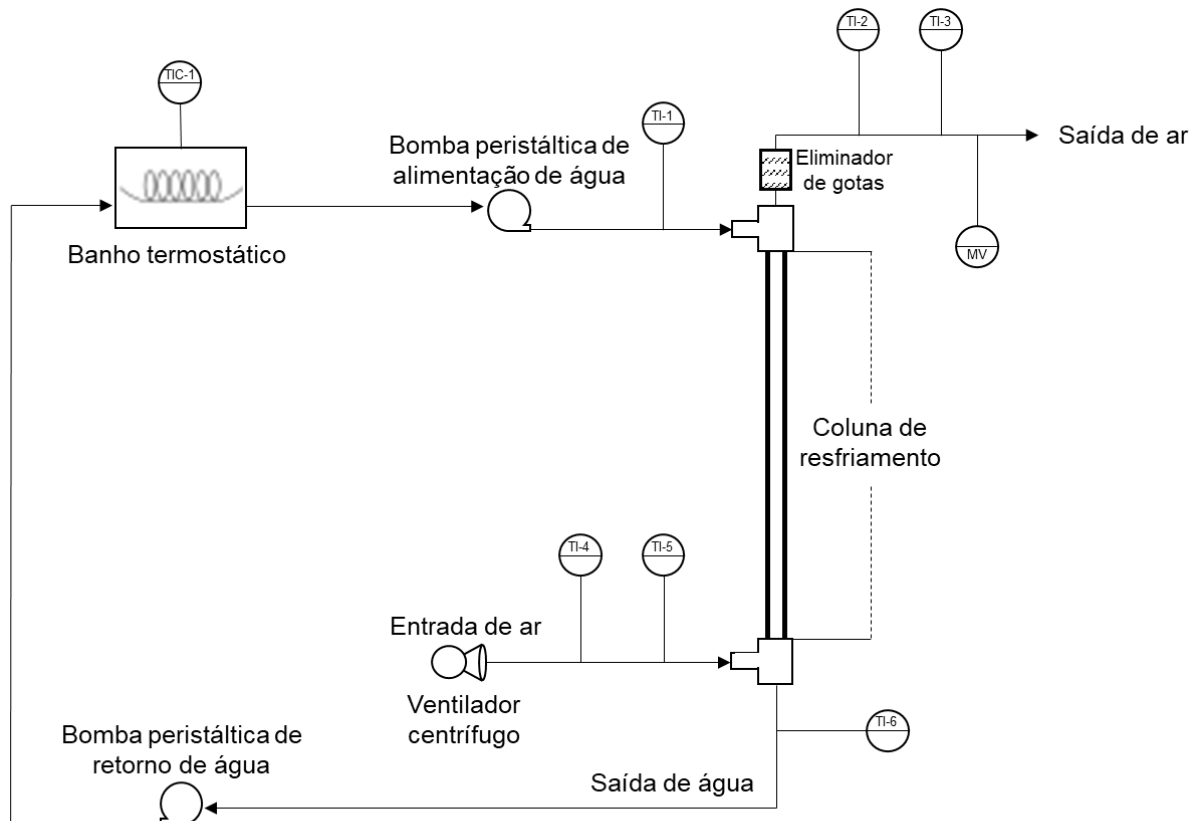 TI-2
TI-3
TIC-1
TI-1
Saída de ar
Bomba peristáltica de
alimentação de água
Eliminador
de gotas
Banho termostático
MV
Coluna de
resfriamento
TI-4
TI-5
Entrada de ar
Ventilador
centrífugo
TI-6
Bomba peristáltica de
retorno de água
Saída de água